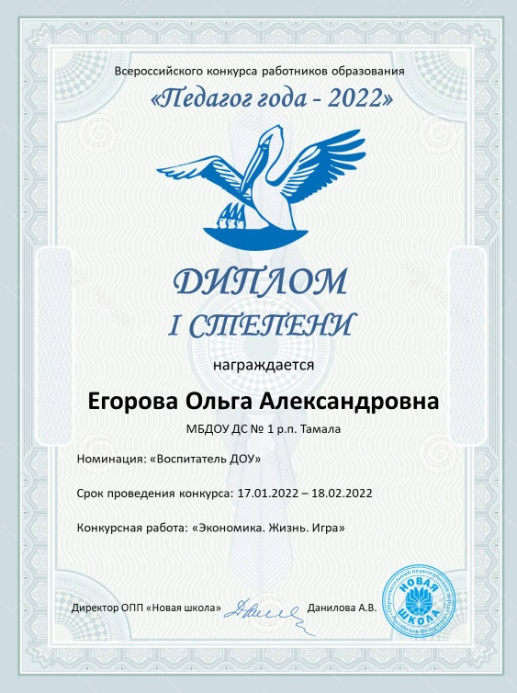 Всероссийского конкурса работников образования
«Педагог года - 2022»
ДИПЛОМ
I СТЕПЕНИ
награждается
Егорова Ольга Александровна
МБДОУ ДС № 1 р.п. Тамала
Номинация: «Воспитатель ДОУ»
Срок проведения конкурса: 17.01.2022 – 18.02.2022
Конкурсная работа: «Экономика. Жизнь. Игра»
Директор ОПП «Новая школа» Данилова А.В.
НОВАЯ
ШКОЛА